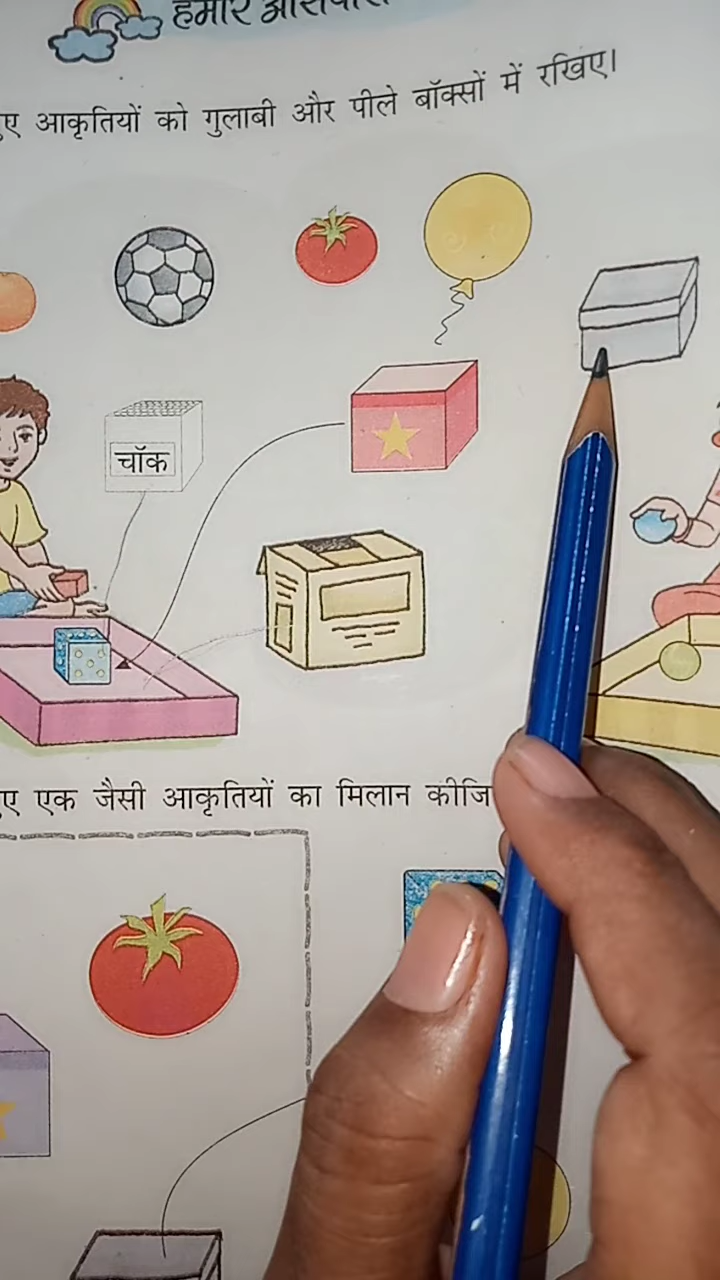 हमारे आसपास
आकृतियों को गुलाबी और पीले बॉक्सों में रखिए।
चॉक
एक जैसी आकृतियों का मिलान